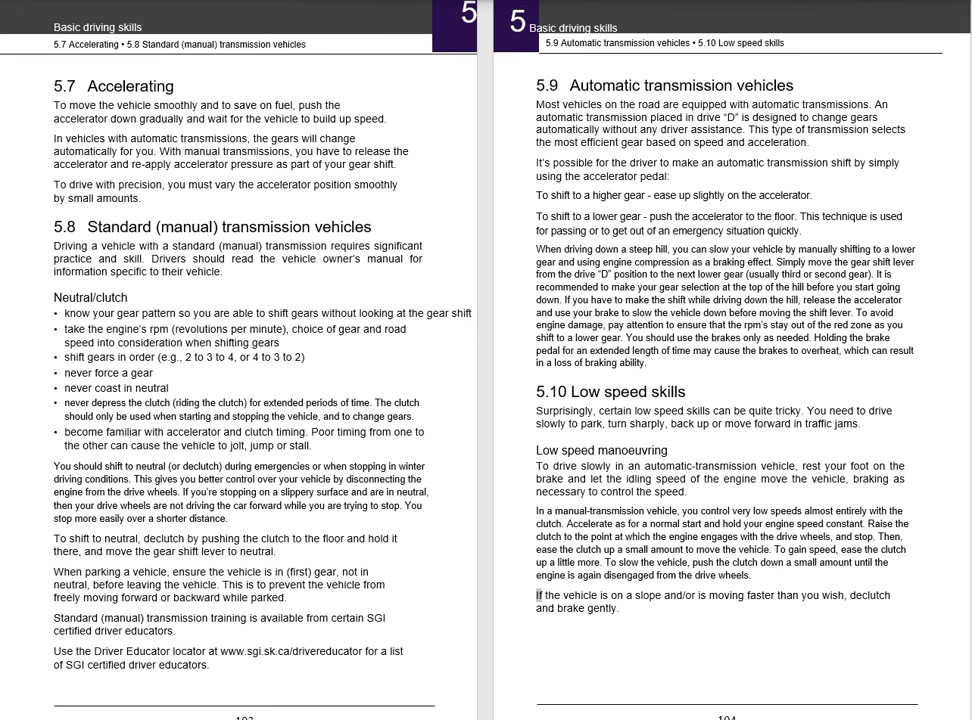 5
Basic driving skills
5.7 Accelerating • 5.8 Standard (manual) transmission vehicles
5.7 Accelerating
To move the vehicle smoothly and to save on fuel, push the
accelerator down gradually and wait for the vehicle to build up speed.
In vehicles with automatic transmissions, the gears will change
automatically for you. With manual transmissions, you have to release the
accelerator and re-apply accelerator pressure as part of your gear shift.
To drive with precision, you must vary the accelerator position smoothly
by small amounts.
5.8 Standard (manual) transmission vehicles
Driving a vehicle with a standard (manual) transmission requires significant
practice and skill. Drivers should read the vehicle owner's manual for
information specific to their vehicle.
Neutral/clutch
• know your gear pattern so you are able to shift gears without looking at the gear shift
• take the engine's rpm (revolutions per minute), choice of gear and road
speed into consideration when shifting gears
• shift gears in order (e.g., 2 to 3 to 4, or 4 to 3 to 2)
• never force a gear
• never coast in neutral
• never depress the clutch (riding the clutch) for extended periods of time. The clutch
should only be used when starting and stopping the vehicle, and to change gears.
• become familiar with accelerator and clutch timing. Poor timing from one to
the other can cause the vehicle to jolt, jump or stall.
You should shift to neutral (or declutch) during emergencies or when stopping in winter
driving conditions. This gives you better control over your vehicle by disconnecting the
engine from the drive wheels. If you're stopping on a slippery surface and are in neutral,
then your drive wheels are not driving the car forward while you are trying to stop. You
stop more easily over a shorter distance.
To shift to neutral, declutch by pushing the clutch to the floor and hold it
there, and move the gear shift lever to neutral.
When parking a vehicle, ensure the vehicle is in (first) gear, not in
neutral, before leaving the vehicle. This is to prevent the vehicle from
freely moving forward or backward while parked.
Standard (manual) transmission training is available from certain SGI
certified driver educators.
Use the Driver Educator locator at www.sgi.sk.ca/drivereducator for a list
of SGI certified driver educators.
103
5 Basic driving skills
5.9 Automatic transmission vehicles • 5.10 Low speed skills
5.9 Automatic transmission vehicles
Most vehicles on the road are equipped with automatic transmissions. An
automatic transmission placed in drive “D” is designed to change gears
automatically without any driver assistance. This type of transmission selects
the most efficient gear based on speed and acceleration.
It's possible for the driver to make an automatic transmission shift by simply
using the accelerator pedal:
To shift to a higher gear - ease up slightly on the accelerator.
To shift to a lower gear - push the accelerator to the floor. This technique is used
for passing or to get out of an emergency situation quickly.
When driving down a steep hill, you can slow your vehicle by manually shifting to a lower
gear and using engine compression as a braking effect. Simply move the gear shift lever
from the drive “D” position to the next lower gear (usually third or second gear). It is
recommended to make your gear selection at the top of the hill before you start going
down. If you have to make the shift while driving down the hill, release the accelerator
and use your brake to slow the vehicle down before moving the shift lever. To avoid
engine damage, pay attention to ensure that the rpm's stay out of the red zone as you
shift to a lower gear. You should use the brakes only as needed. Holding the brake
pedal for an extended length of time may cause the brakes to overheat, which can result
in a loss of braking ability.
5.10 Low speed skills
Surprisingly, certain low speed skills can be quite tricky. You need to drive
slowly to park, turn sharply, back up or move forward in traffic jams.
Low speed manoeuvring
To drive slowly in an automatic-transmission vehicle, rest your foot on the
brake and let the idling speed of the engine move the vehicle, braking as
necessary to control the speed.
In a manual-transmission vehicle, you control very low speeds almost entirely with the
clutch. Accelerate as for a normal start and hold your engine speed constant. Raise the
clutch to the point at which the engine engages with the drive wheels, and stop. Then,
ease the clutch up a small amount to move the vehicle. To gain speed, ease the clutch
up a little more. To slow the vehicle, push the clutch down a small amount until the
engine is again disengaged from the drive wheels.
If the vehicle is on a slope and/or is moving faster than you wish, declutch
and brake gently.
104